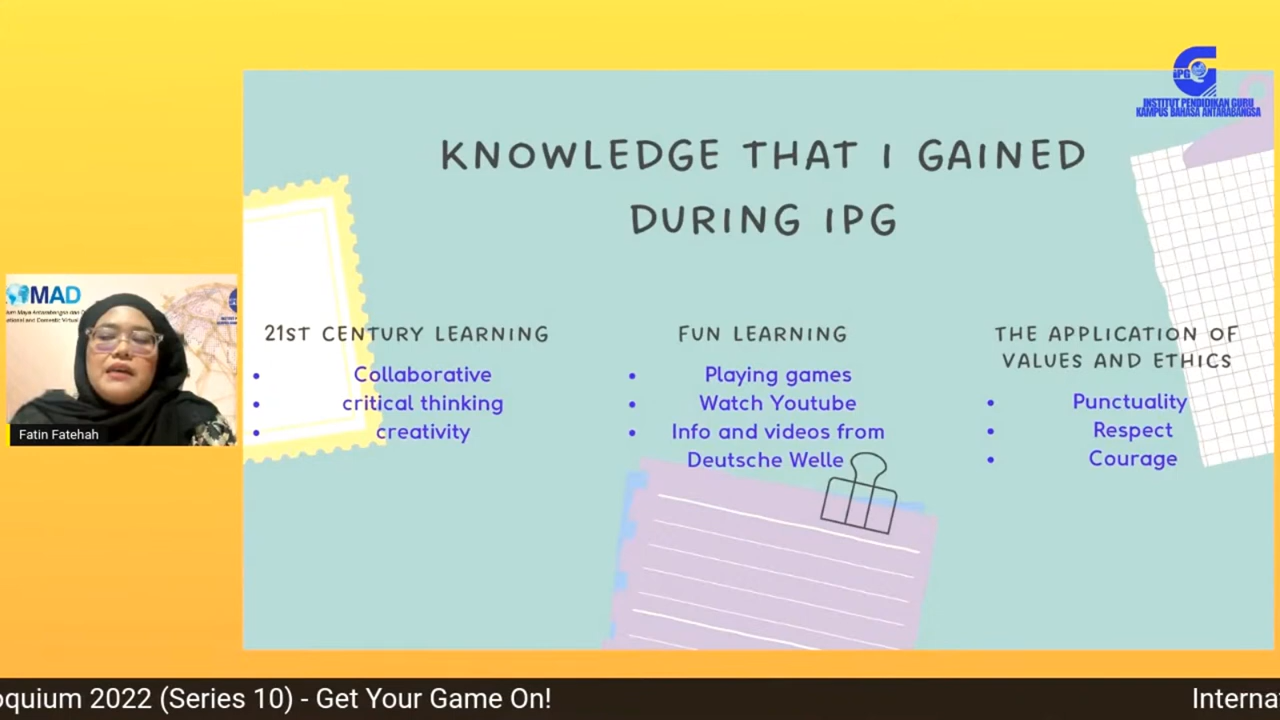 iPG
INSTITUT PENDIDIKAN GURU
KAMPUS BAHASA ANTARABANGSA
KNOWLEDGE THAT I GAINED
DURING IPG
MAD
Fatin Fatehah
21ST CENTURY LEARNING
• Collaborative
• critical thinking
• creativity
FUN LEARNING
• Playing games
• Watch Youtube
• Info and videos from
Deutsche Welle
THE APPLICATION OF
VALUES AND ETHICS
• Punctuality
• Respect
• Courage
oquium 2022 (Series 10) - Get Your Game On!
Interna